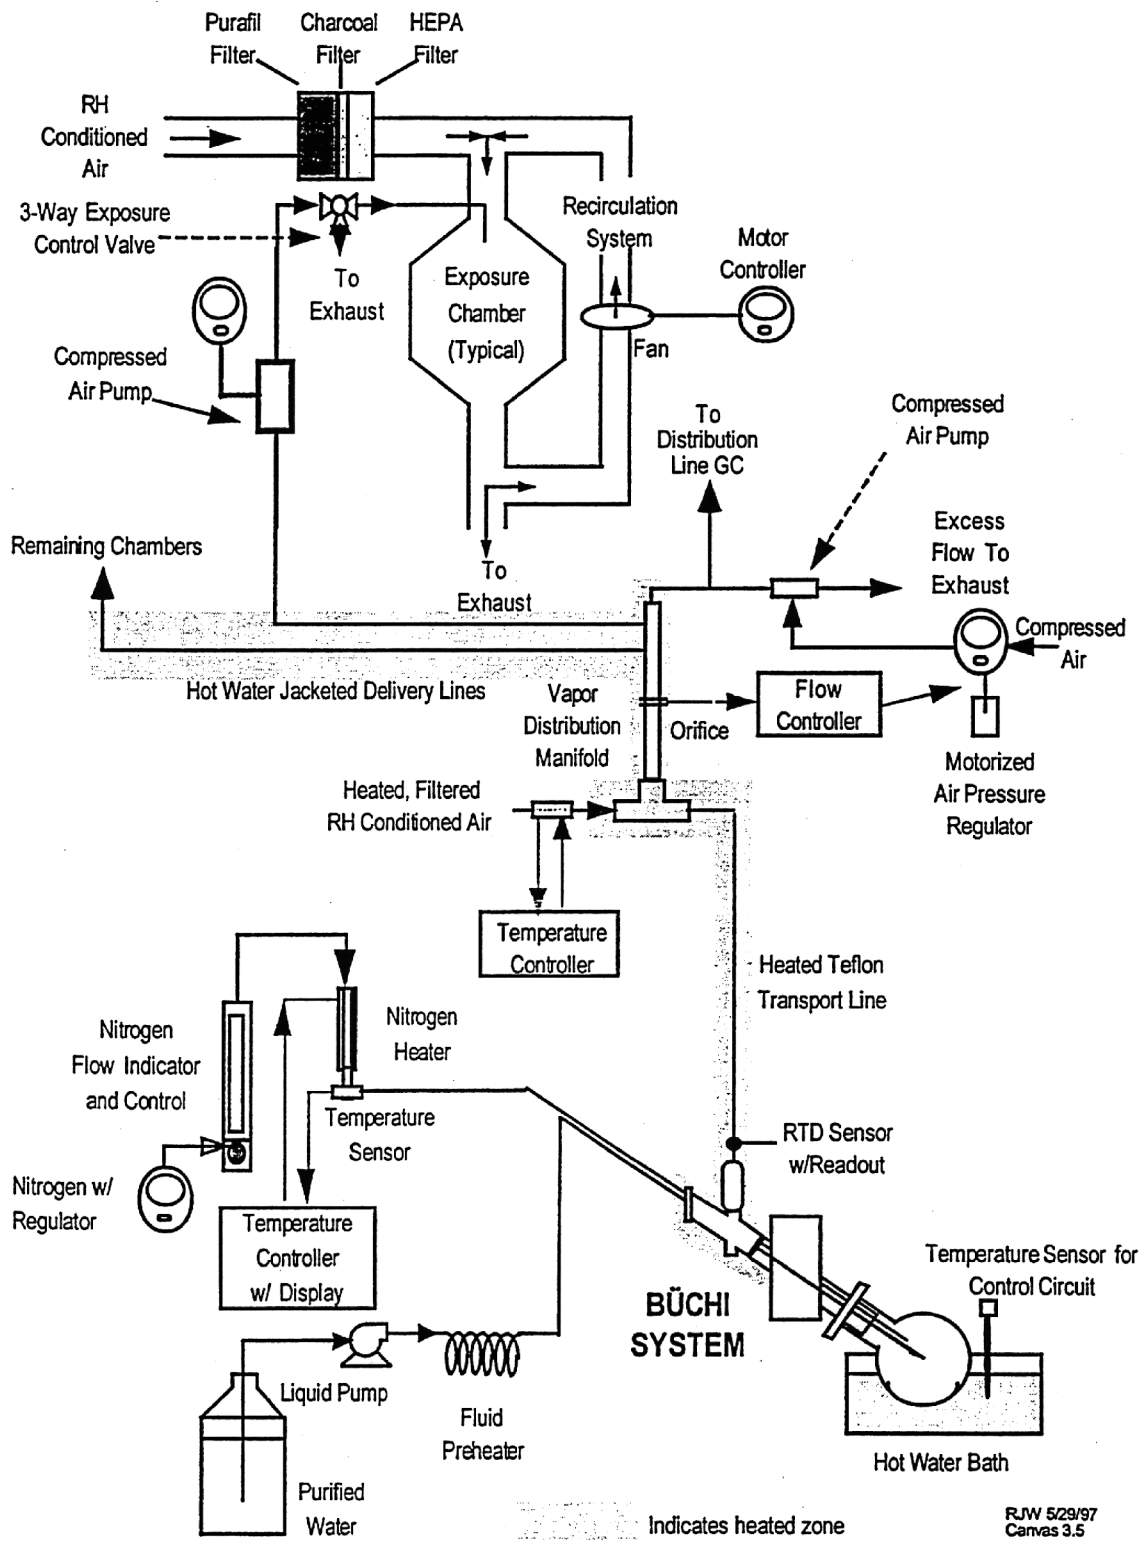 Purafil
Filter
Charcoal
Filter
HEPA
Filter
RH
Conditioned
Air
3-Way Exposure
Control Valve
To
Exhaust
Exposure
Chamber
(Typical)
Recirculation
System
Motor
Controller
Fan
Compressed
Air Pump
To
Distribution
Line GC
Compressed
Air Pump
Excess
Flow To
Exhaust
Remaining Chambers
To
Exhaust
Compressed
Air
Hot Water Jacketed Delivery Lines
Vapor
Distribution
Manifold
Orifice
Flow
Controller
Motorized
Air Pressure
Regulator
Heated, Filtered
RH Conditioned Air
Temperature
Controller
Heated Teflon
Transport Line
Nitrogen
Flow Indicator
and Control
Nitrogen
Heater
Temperature
Sensor
RTD Sensor
w/Readout
Nitrogen w/
Regulator
Temperature
Controller
w/ Display
Temperature Sensor for
Control Circuit
BÜCHI
SYSTEM
Liquid Pump
Fluid
Preheater
Hot Water Bath
Purified
Water
Indicates heated zone
RJW 5/29/97
Canvas 3.5